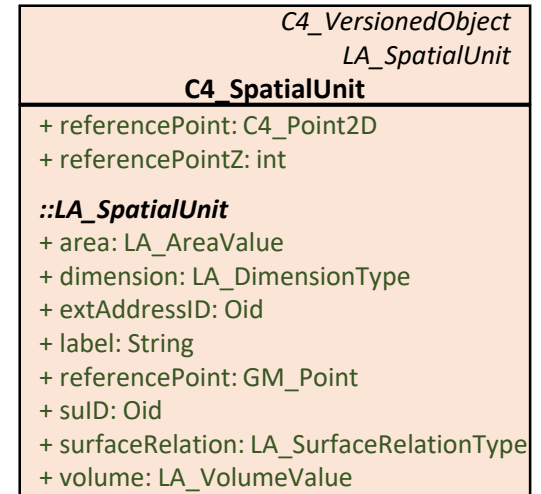 C4_VersionedObject
LA_SpatialUnit
C4_SpatialUnit
+ referencePoint: C4_Point2D
+ referencePointZ: int
::LA_SpatialUnit
+ area: LA_AreaValue
+ dimension: LA_DimensionType
+ extAddressID: Oid
+ label: String
+ referencePoint: GM_Point
+ suID: Oid
+ surfaceRelation: LA_SurfaceRelationType
+ volume: LA_VolumeValue